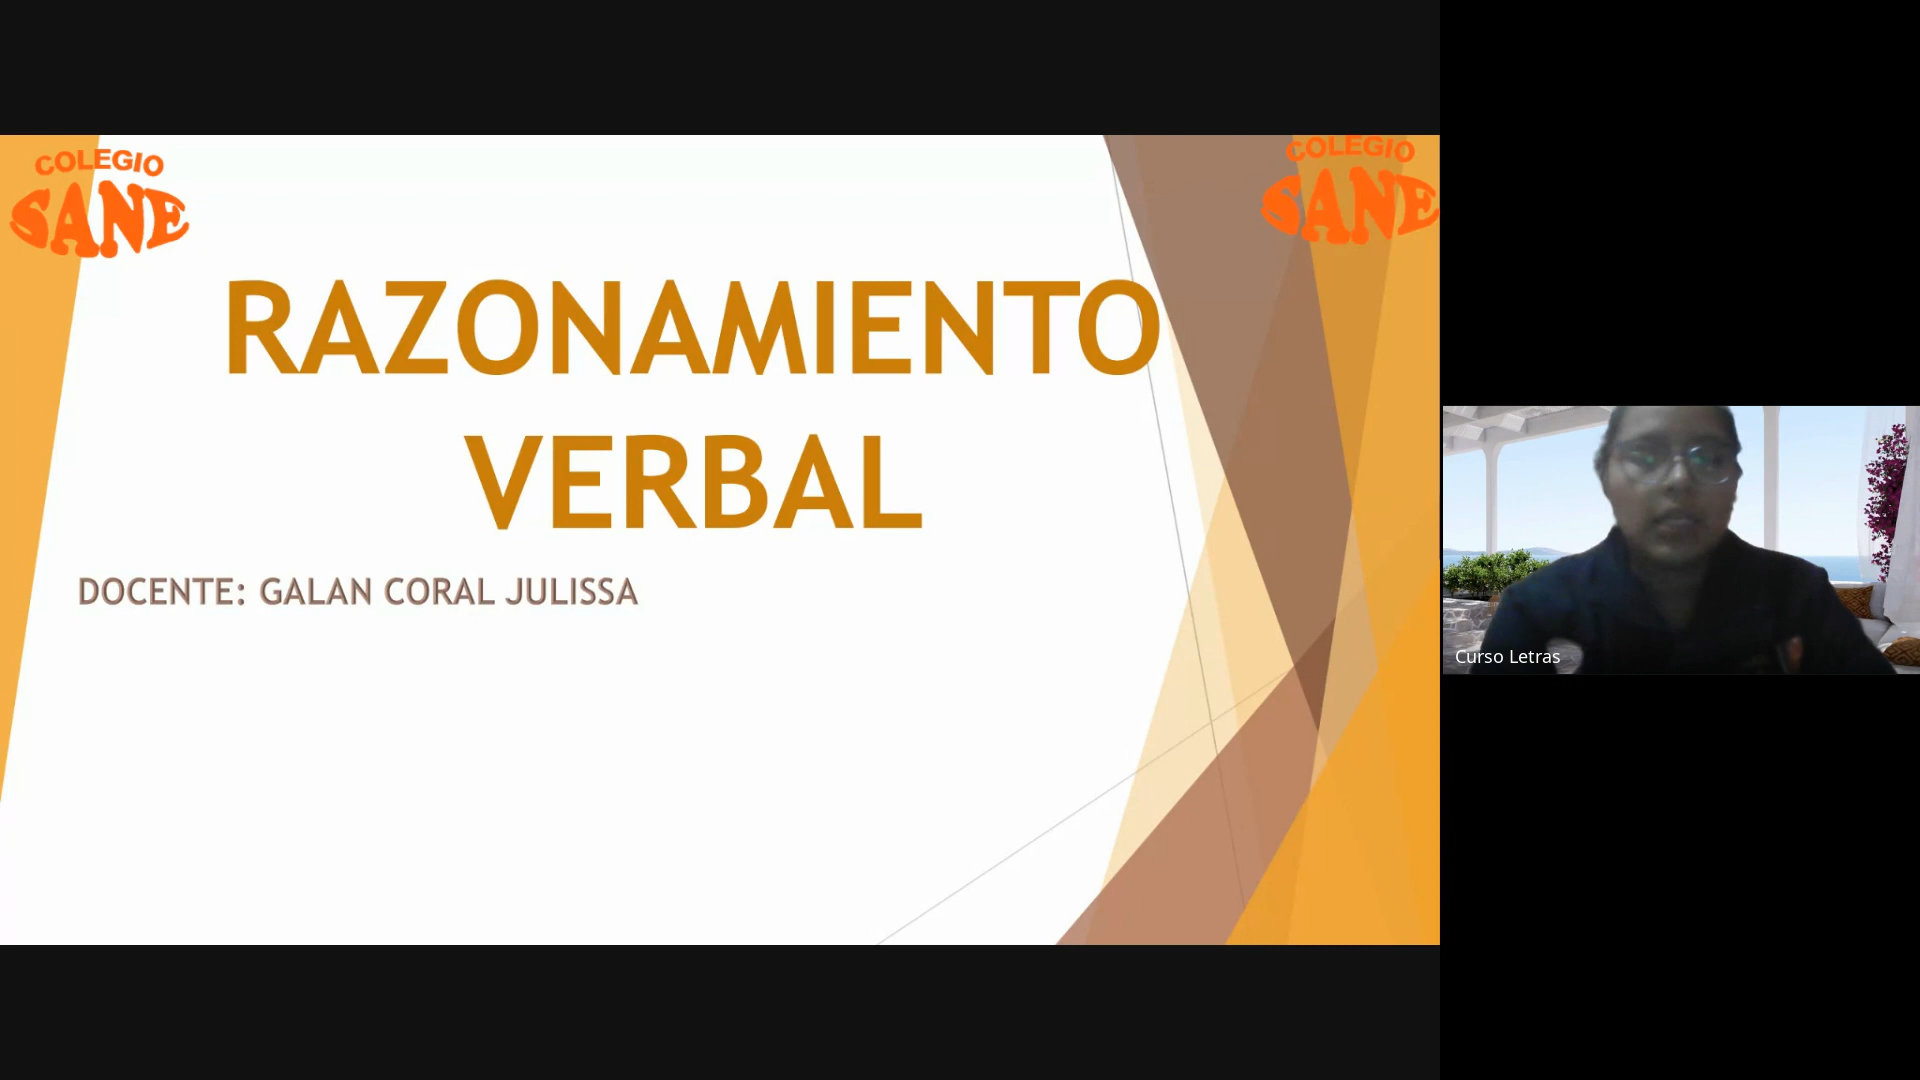 COLEGIO
SANE
COLEGIO
SANE
RAZONAMIENTO
VERBAL
DOCENTE: GALAN CORAL JULISSA
Curso Letras